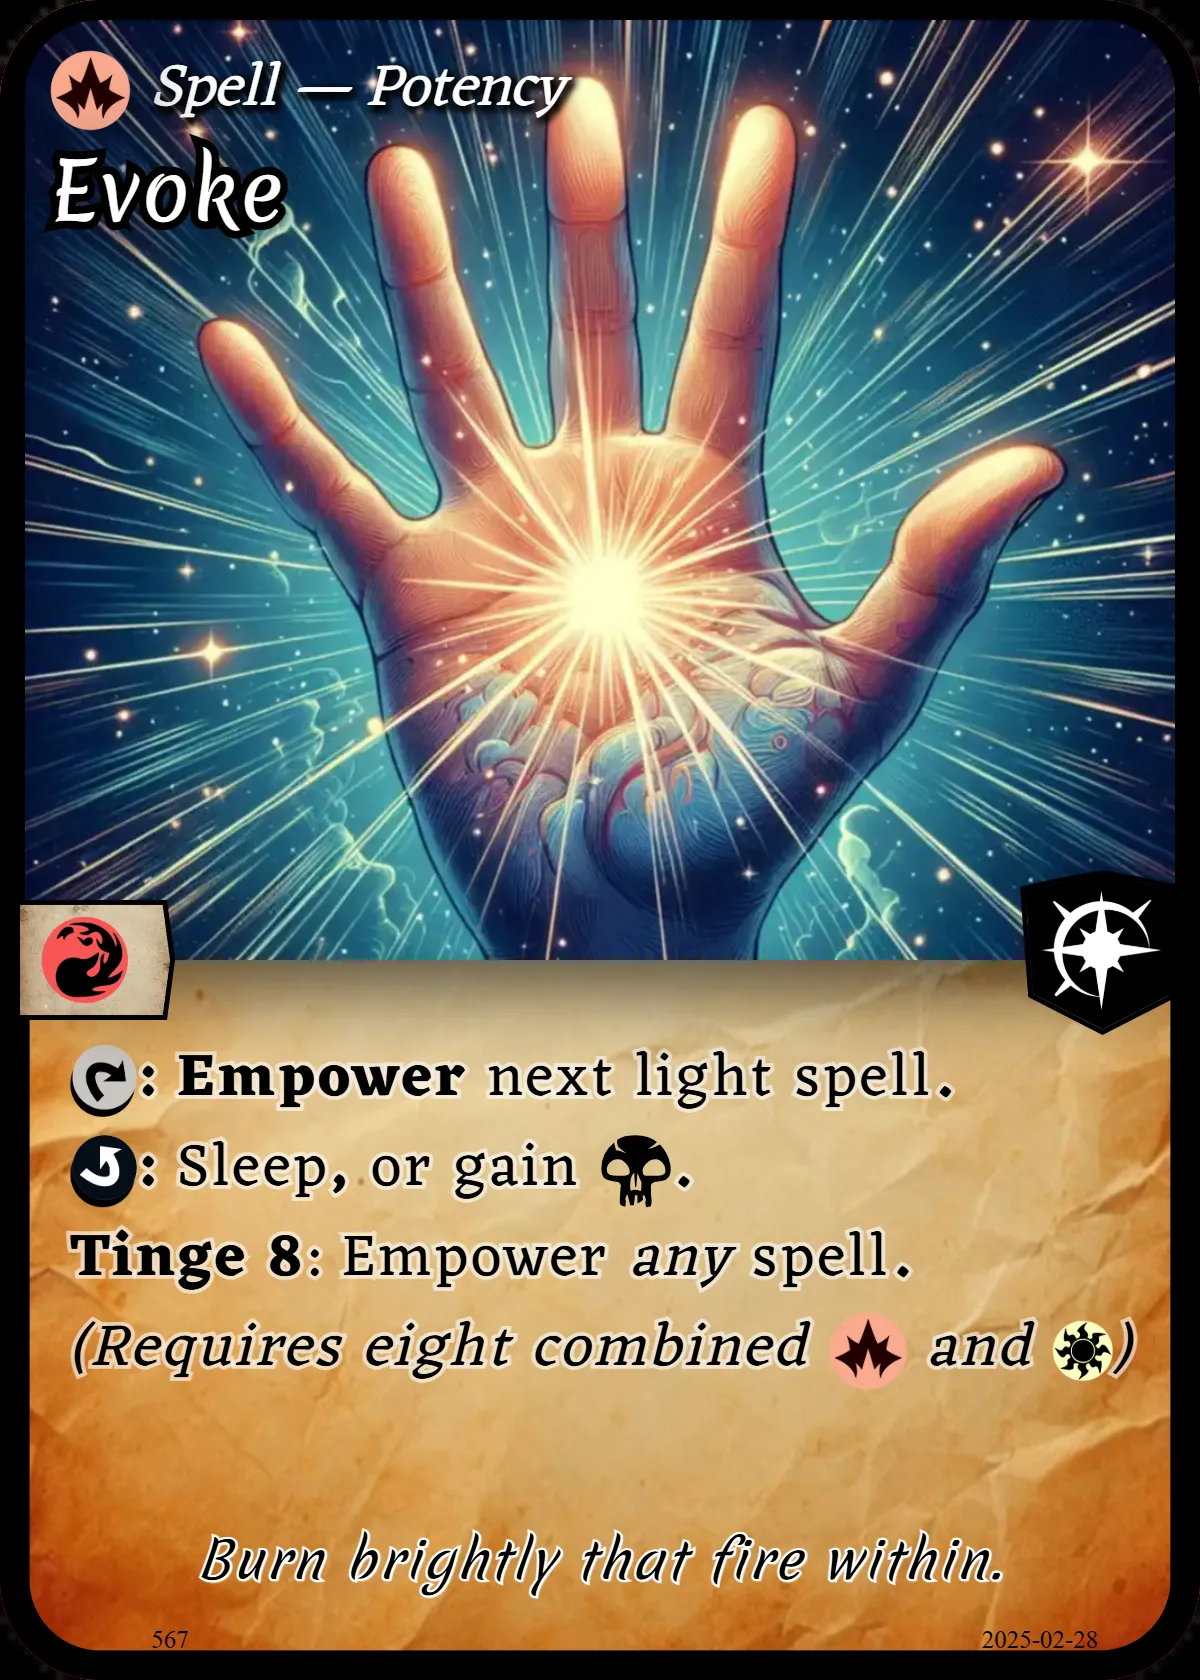 Spell — Potency
Evoke
: Empower next light spell.
: Sleep, or gain .
Tinge 8: Empower any spell.
(Requires eight combined and )
Burn brightly that fire within.
567
2025-02-28